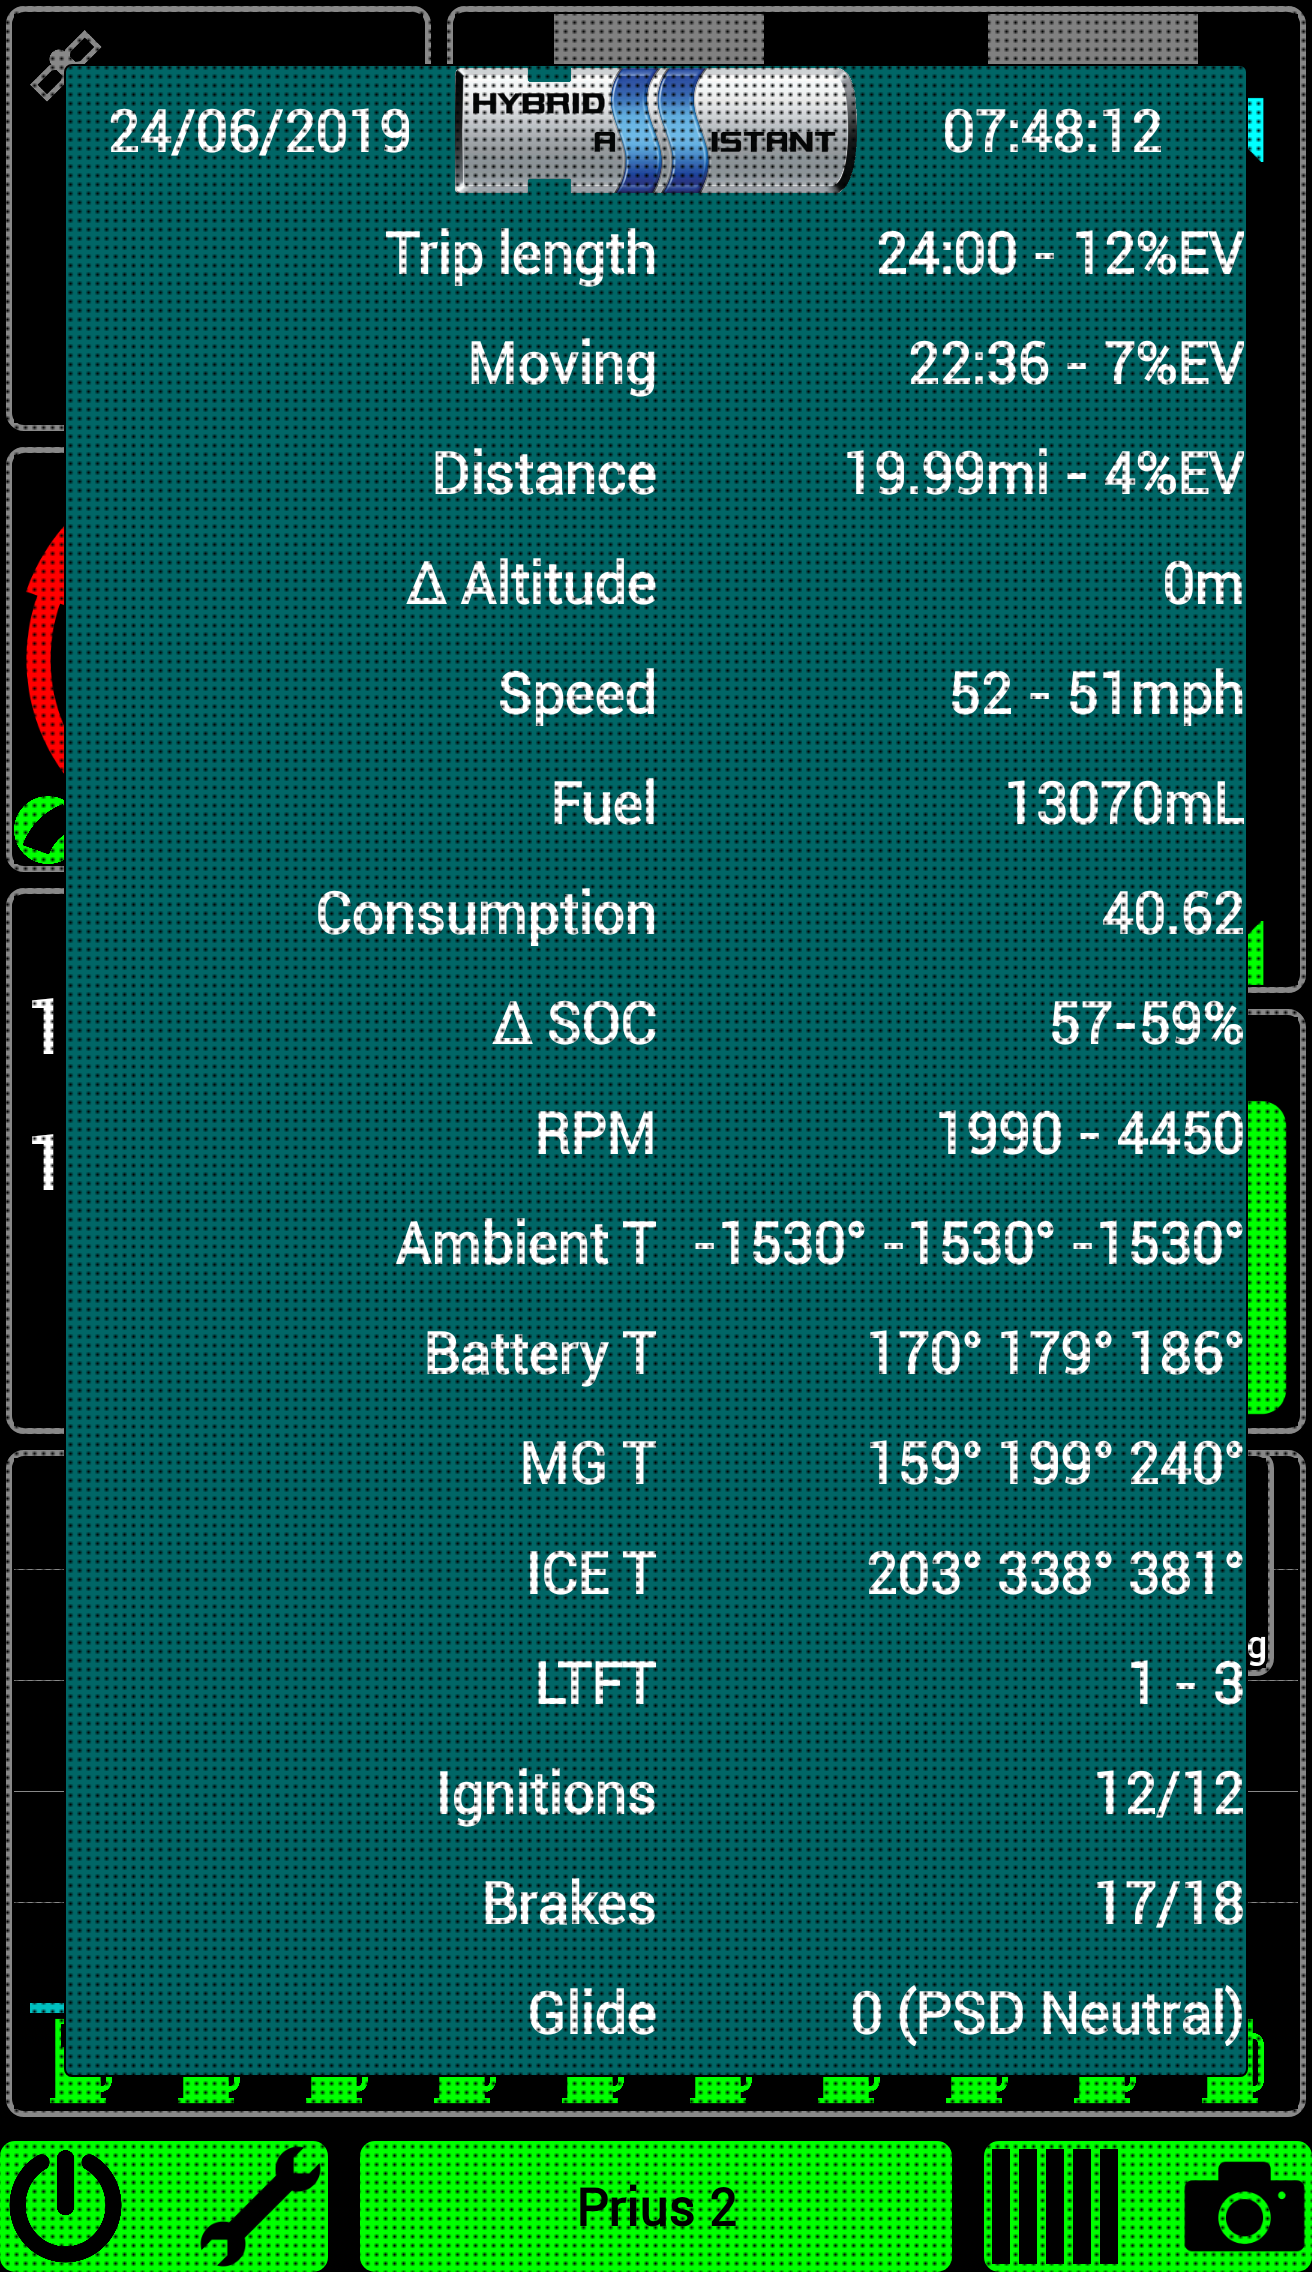 24/06/2019
HYBRID
A
ISTANT
07:48:12
Trip length 24:00 - 12%EV
Moving 22:36 - 7%EV
Distance 19.99mi - 4%EV
Δ Altitude 0m
Speed 52 - 51mph
Fuel 13070mL
Consumption 40.62
Δ SOC 57-59%
RPM 1990 - 4450
Ambient T -1530° -1530° -1530°
Battery T 170° 179° 186°
MG T 159° 199° 240°
ICE T 203° 338° 381°
LTFT 1 - 3
Ignitions 12/12
Brakes 17/18
Glide 0 (PSD Neutral)
1
1
g
Prius 2